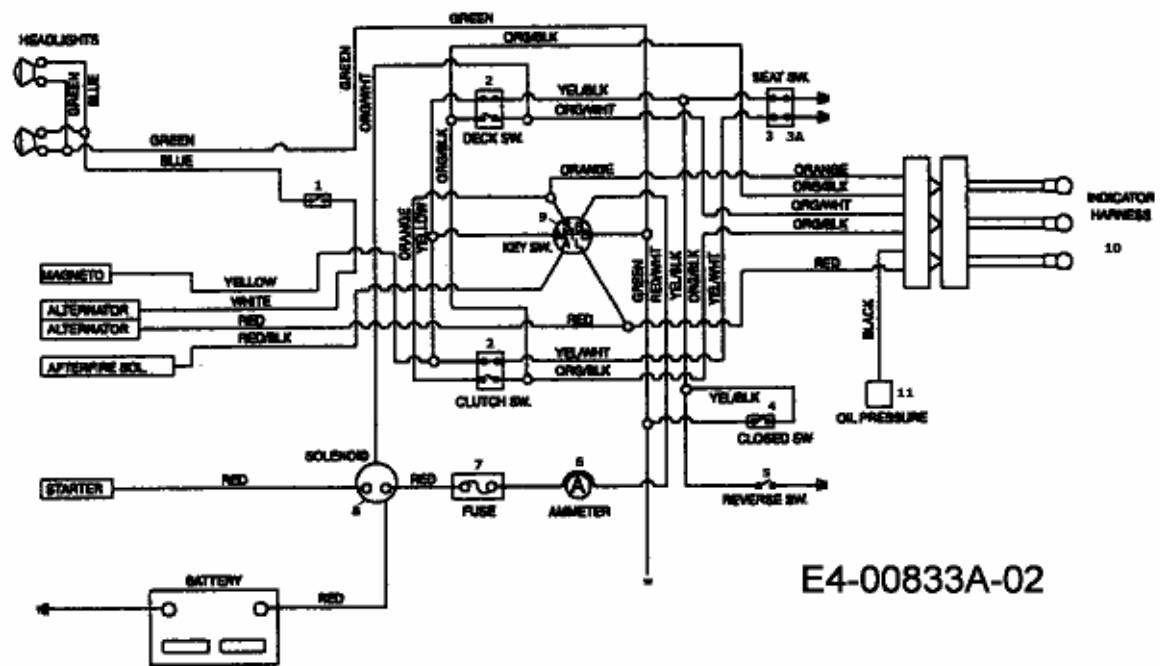 GREEN
GREEN
ORG/BLK
HEADLIGHTS
GREEN
BLUE
GREEN
ORG/WHT
2
YEL/BLK
SEAT SW.
ORG/WHT
3 3A
GREEN
DECK SW.
ORG/BLK
BLUE
ORANGE
ORANGE
1
ORG/BLK
ORG/WHT
ORG/BLK
INDICATOR
HARNESS
9
KEY SW.
ORANGE
YELLOW
10
MAGNETO
YELLOW
GREEN
RED/WHT
YEL/BLK
ORG/BLK
YEL/WHT
RED
WHITE
ALTERNATOR
ALTERNATOR
RED
RED
BLACK
RED/BLK
2
YEL/WHT
AFTERFIRE SOL.
ORG/BLK
CLUTCH SW.
YEL/BLK
4
11
CLOSED SW
OIL PRESSURE
SOLENOID
7
6
5
STARTER
RED
RED
A
REVERSE SW.
8
FUSE
AMMETER
BATTERY
RED
E4-00833A-02